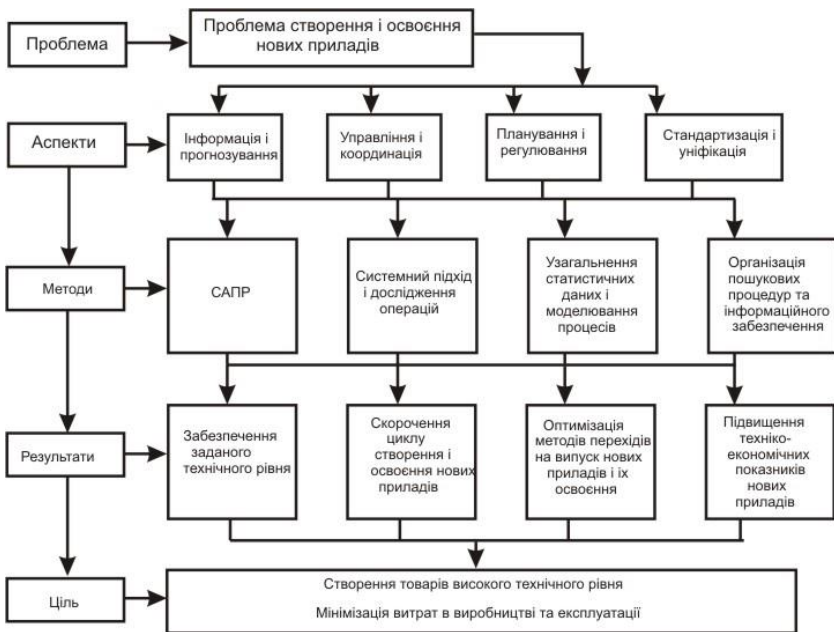 Проблема
Проблема створення і освоєння
нових приладів
Аспекти
Інформація і
прогнозування
Управління і
координація
Планування і
регулювання
Стандартизація і
уніфікація
Методи
САПР
Системний підхід
і дослідження
операцій
Узагальнення
статистичних
даних і
моделювання
процесів
Організація
пошукових
процедур та
інформаційного
забезпечення
Результати
Забезпечення
заданого
технічного рівня
Скорочення
циклу
створення і
освоєння нових
приладів
Оптимізація
методів перехідів
на випуск нових
приладів і їх
освоєння
Підвищення
техніко-
економічних
показників
нових
приладів
Ціль
Створення товарів високого технічного рівня
Мінімізація витрат в виробництві та експлуатації